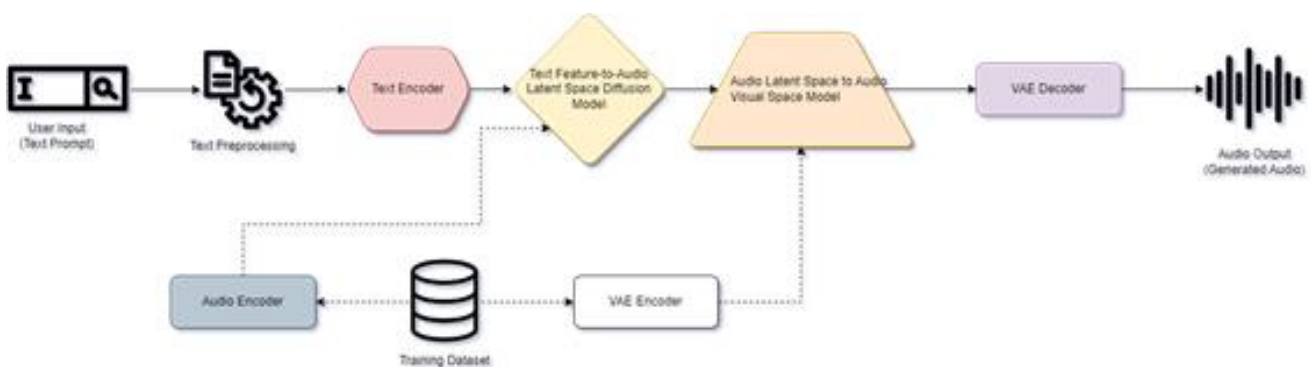 User Input
(Text Prompt)
Text Preprocessing
Text Encoder
Text Feature-to-Audio
Latent Space Diffusion
Model
Audio Latent Space to Audio
Visual Space Model
VAE Decoder
Audio Output
(Generated Audio)
Audio Encoder
Training Dataset
VAE Encoder